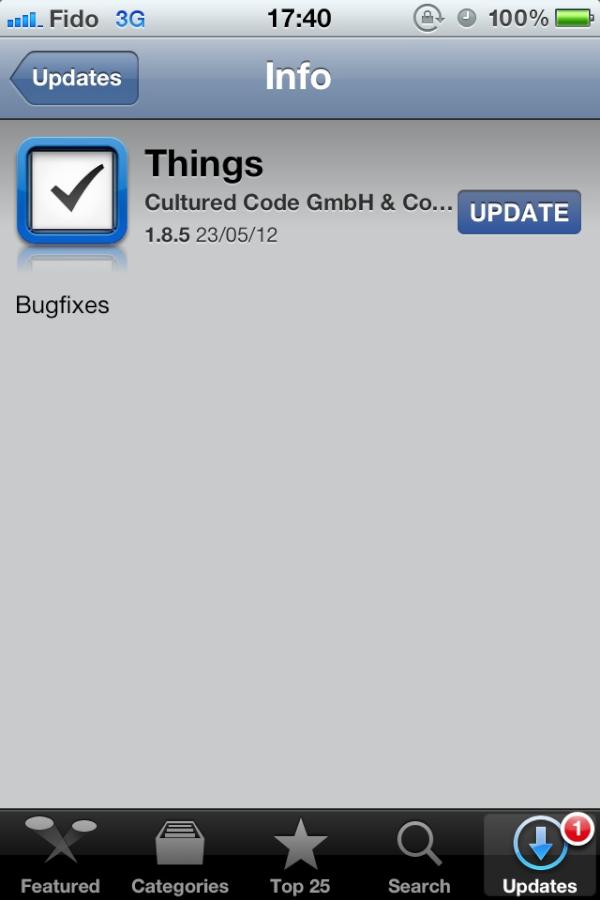 Fido 3G 17:40 100%
Updates Info
Things
Cultured Code GmbH & Co...
UPDATE
1.8.5 23/05/12
Bugfixes
1
Featured Categories Top 25 Search Updates